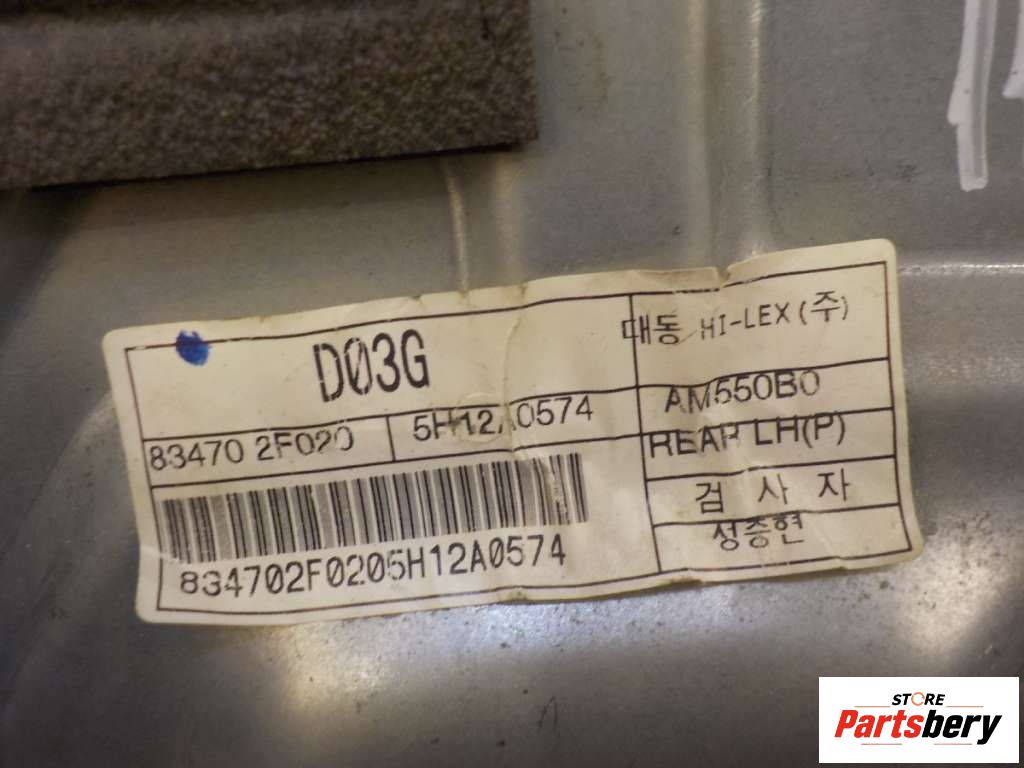 D03G
대동 HI-LEX(주)
83470 2F020
5H12A0574
AM550B0
REAR LH(P)
834702F0205H12A0574
검 사 자
성증현
STORE
Partsbery